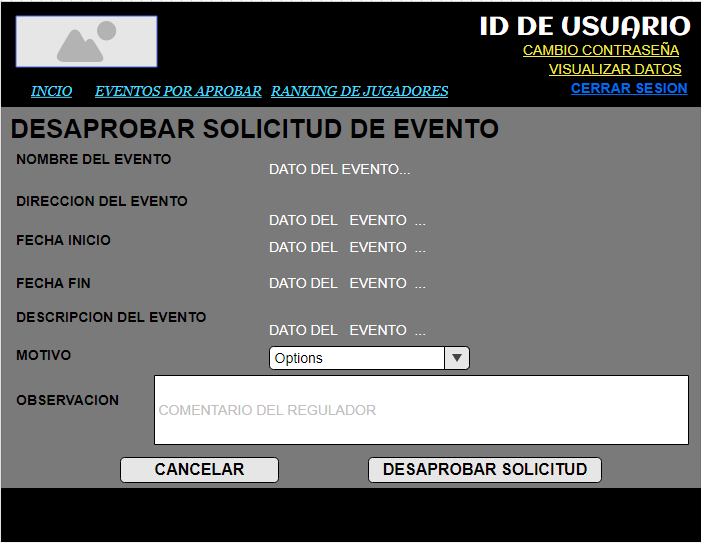 ID DE USUARIO
CAMBIO CONTRASEÑA
VISUALIZAR DATOS
CERRAR SESION
INCIO EVENTOS POR APROBAR RANKING DE JUGADORES
DESAPROBAR SOLICITUD DE EVENTO
NOMBRE DEL EVENTO
DATO DEL EVENTO...
DIRECCION DEL EVENTO
DATO DEL EVENTO ...
FECHA INICIO
DATO DEL EVENTO ...
FECHA FIN
DATO DEL EVENTO ...
DESCRIPCION DEL EVENTO
DATO DEL EVENTO ...
MOTIVO
Options
OBSERVACION
COMENTARIO DEL REGULADOR
CANCELAR
DESAPROBAR SOLICITUD